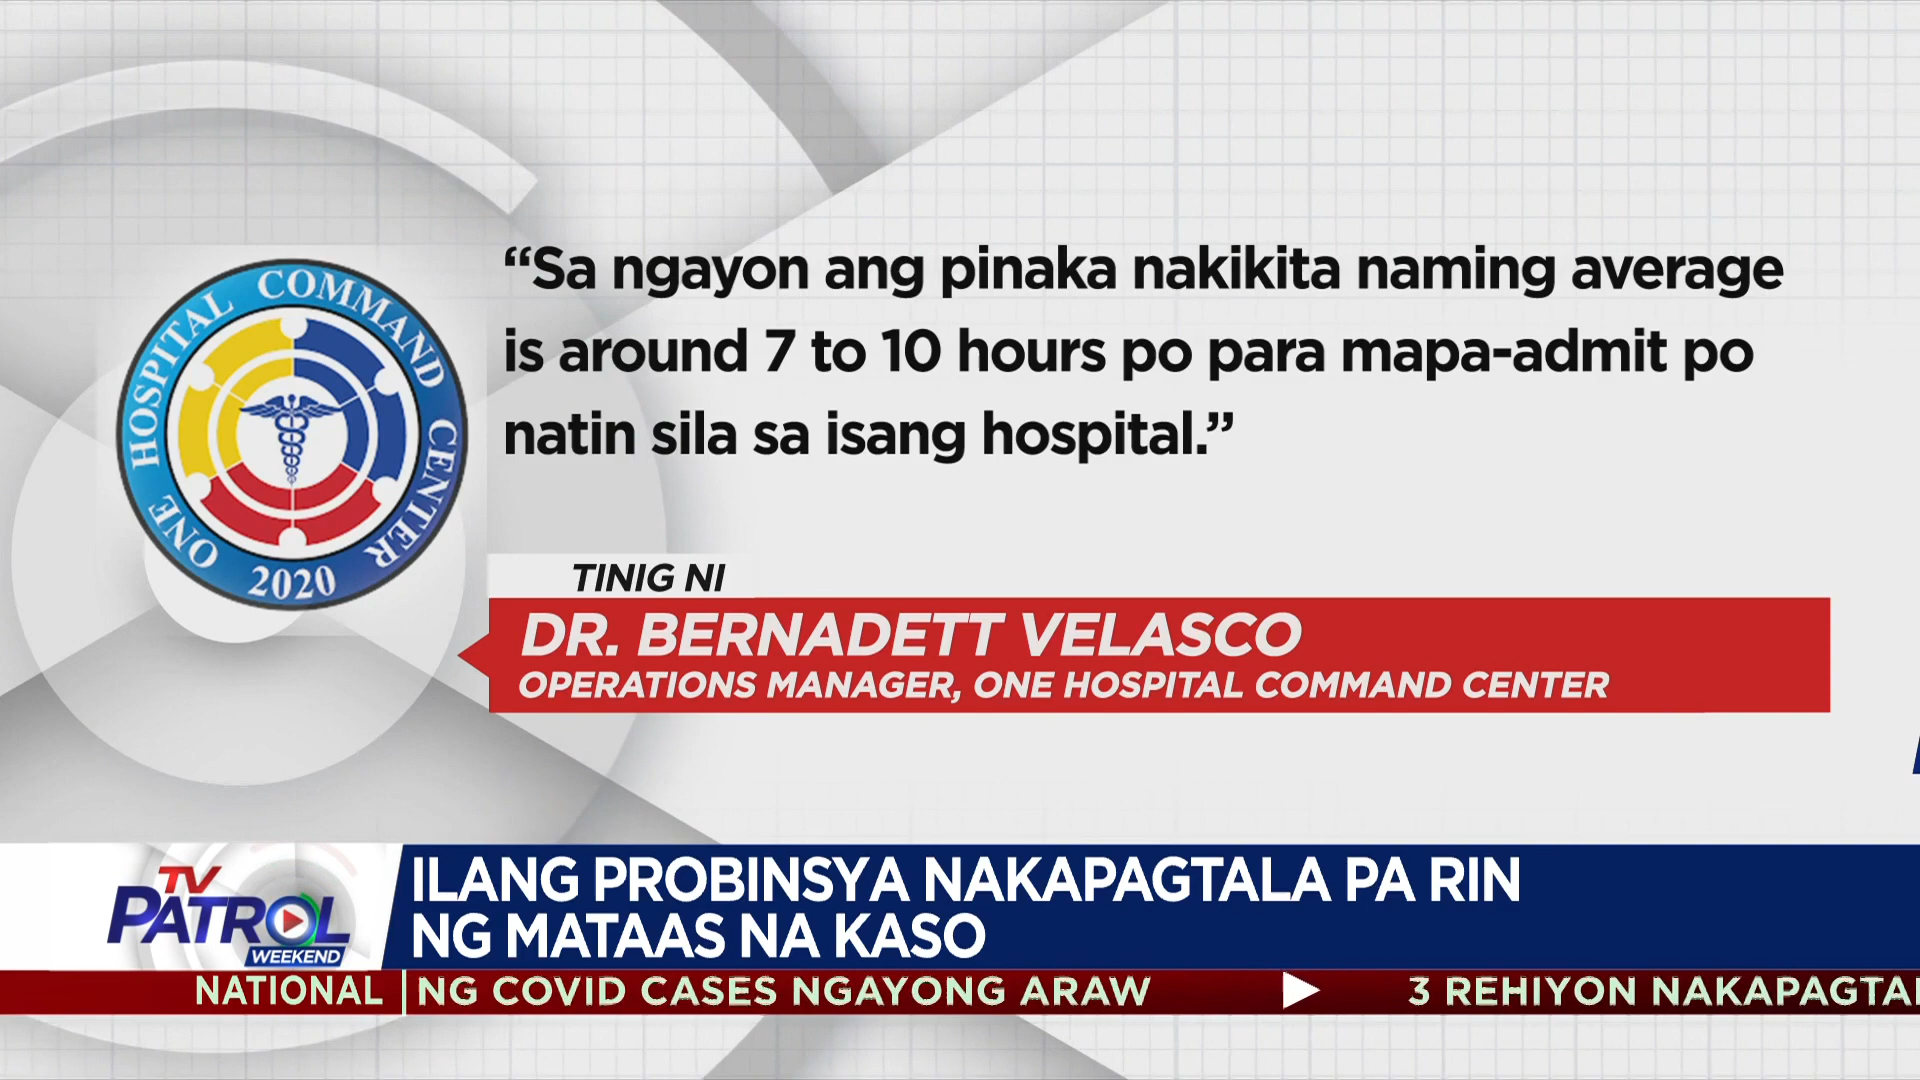 “Sa ngayon ang pinaka nakikita naming average
is around 7 to 10 hours po para mapa-admit po
natin sila sa isang hospital.”
ONE HOSPITAL COMMAND CENTER
2020
TINIG NI
DR. BERNADETT VELASCO
OPERATIONS MANAGER, ONE HOSPITAL COMMAND CENTER
TV
PATROL
WEEKEND
ILANG PROBINSYA NAKAPAGTALA PA RIN
NG MATAAS NA KASO
NATIONAL NG COVID CASES NGAYONG ARAW 3 REHIYON NAKAPAGTA